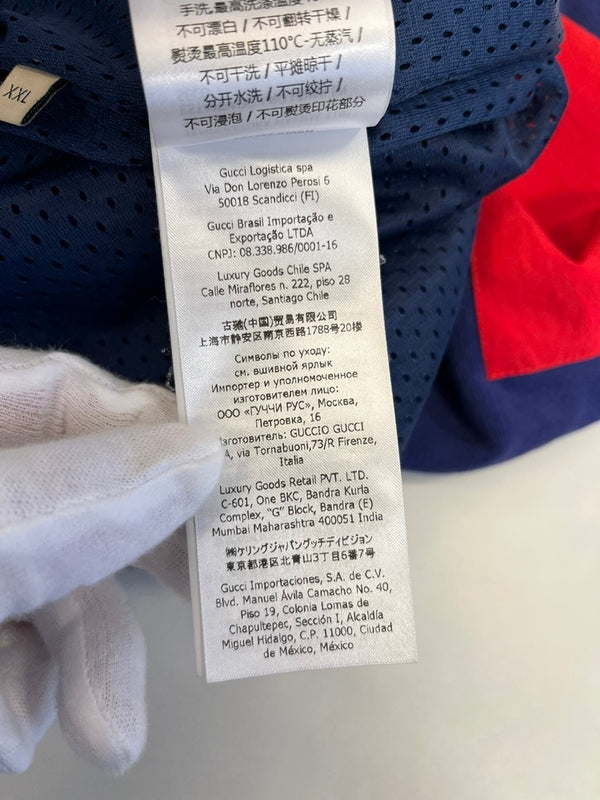 手洗,最高洗涤温度
不可漂白 / 不可翻转干燥 /
熨烫最高温度110°C-无蒸汽 /
不可干洗 / 平摊晾干 /
分开水洗 / 不可绞拧 /
不可浸泡 / 不可熨烫印花部分
XXL
Gucci Logistica spa
Via Don Lorenzo Perosi 6
50018 Scandicci (FI)
Gucci Brasil Importação e
Exportação LTDA
CNPJ: 08.338.986/0001-16
Luxury Goods Chile SPA
Calle Miraflores n. 222, piso 28
norte, Santiago Chile
古驰(中国)贸易有限公司
上海市静安区南京西路1788号20楼
Символы по уходу:
см. вшивной ярлык
Импортер и уполномоченное
изготовителем лицо:
ООО «ГУЧЧИ РУС», Москва,
Петровка, 16
зготовитель: GUCCIO GUCCI
A, via Tornabuoni,73/R Firenze,
Italia
Luxury Goods Retail PVT. LTD.
C-601, One BKC, Bandra Kurla
Complex, "G" Block, Bandra (E)
Mumbai Maharashtra 400051 India
㈱ケリングジャパングッチディビジョン
東京都港区北青山3丁目6番7号
Gucci Importaciones, S.A. de C.V.
Blvd. Manuel Ávila Camacho No. 40,
Piso 19, Colonia Lomas de
Chapultepec, Sección I, Alcaldía
Miguel Hidalgo, C.P. 11000, Ciudad
de México, México